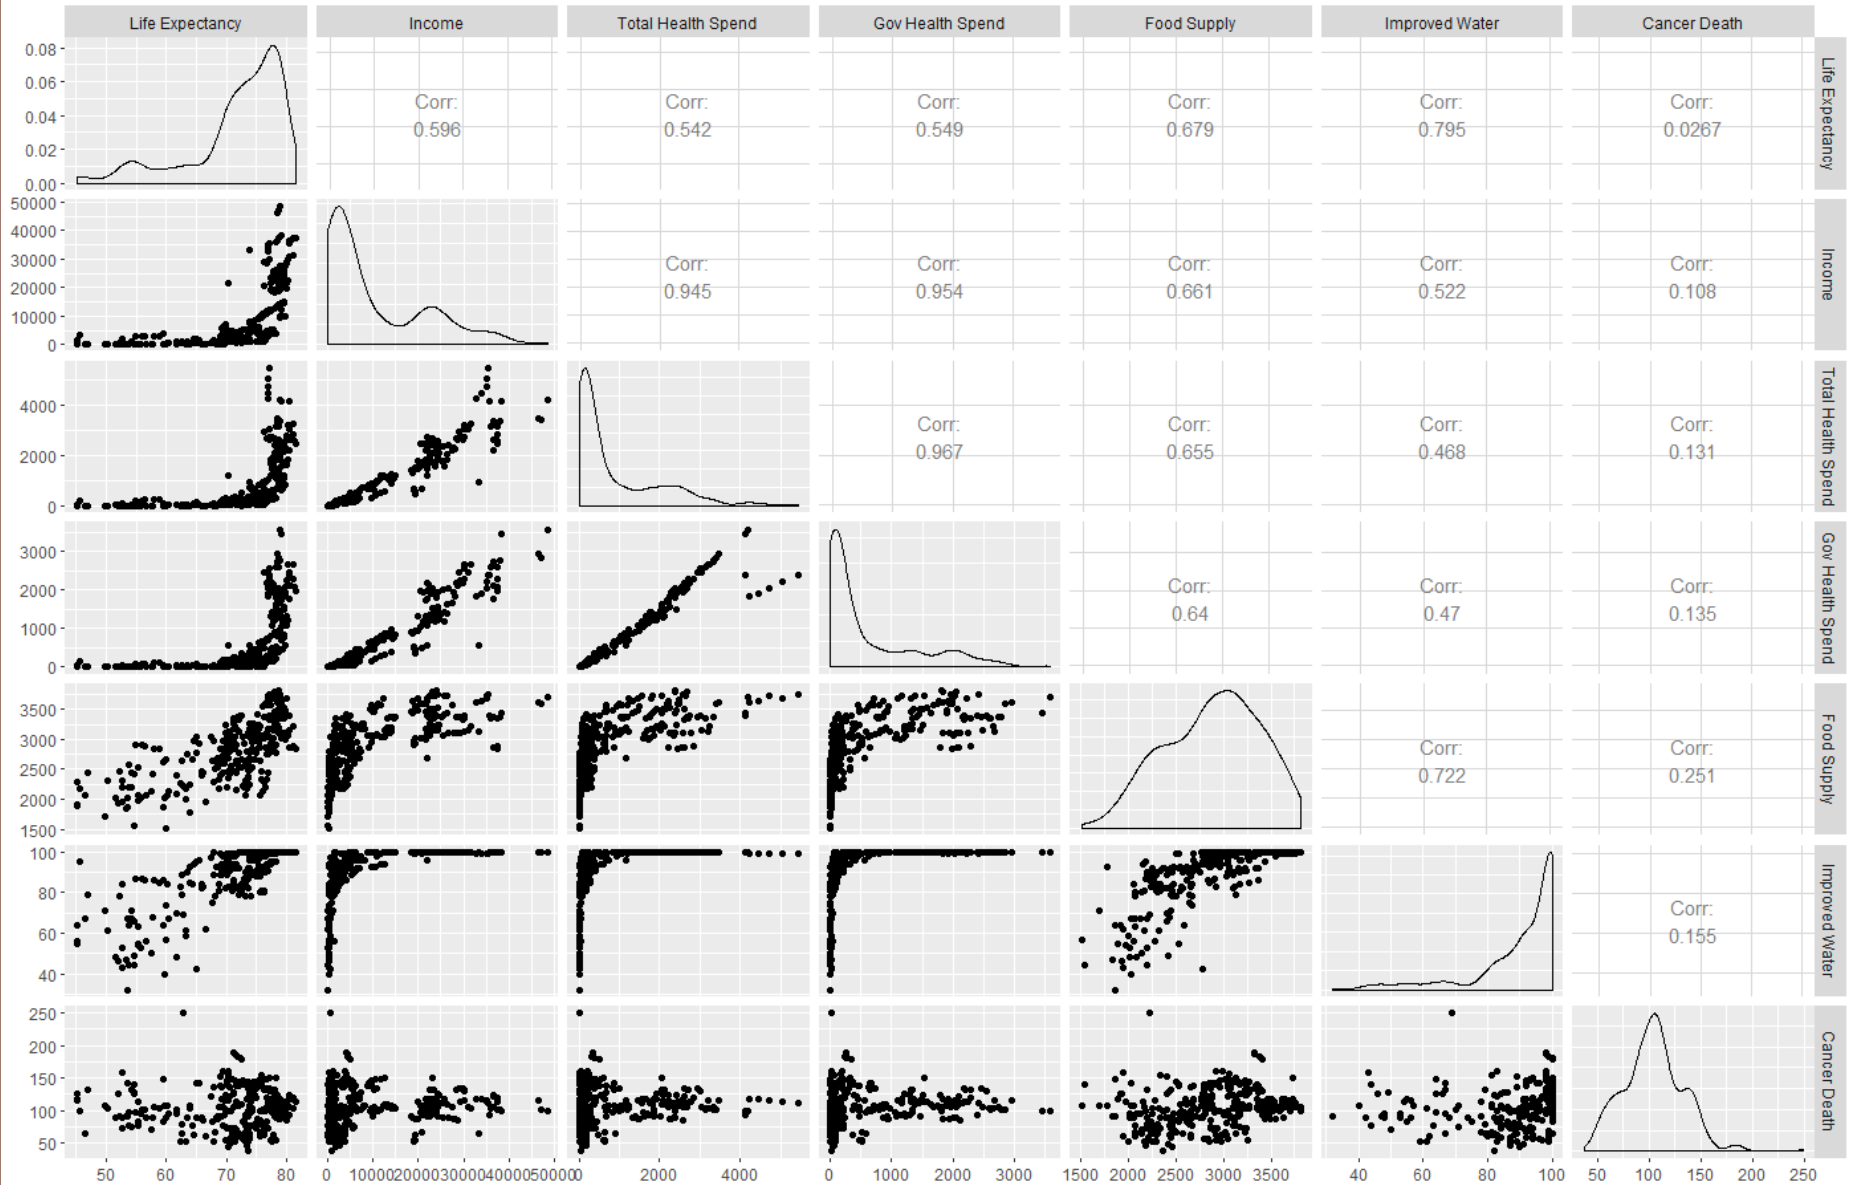 Life Expectancy Income Total Health Spend Gov Health Spend Food Supply Improved Water Cancer Death
0.08
0.06
0.04
0.02
0.00
Corr: Corr: Corr: Corr: Corr: Corr:
0.596 0.542 0.549 0.679 0.795 0.0267
Life Expectancy
50000
40000
30000
20000
10000
0
Corr: Corr: Corr: Corr: Corr:
0.945 0.954 0.661 0.522 0.108
Income
4000
2000
0
Corr: Corr: Corr: Corr:
0.967 0.655 0.468 0.131
Total Health Spend
3000
2000
1000
0
Corr: Corr: Corr:
0.64 0.47 0.135
Gov Health Spend
3500
3000
2500
2000
1500
Corr: Corr:
0.722 0.251
Food Supply
100
80
60
40
Corr:
0.155
Improved Water
250
200
150
100
50
Cancer Death
50 60 70 80 0 10000 20000 30000 40000 50000 0 2000 4000 0 1000 2000 3000 1500 2000 2500 3000 3500 40 60 80 100 50 100 150 200 250